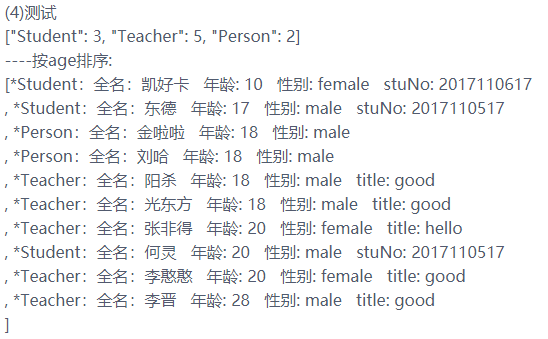 (4)测试
["Student": 3, "Teacher": 5, "Person": 2]
----按age排序:
[*Student：全名：凯好卡   年龄: 10   性别: female   stuNo: 2017110617
, *Student：全名：东德   年龄: 17   性别: male   stuNo: 2017110517
, *Person：全名：金啦啦   年龄: 18   性别: male
, *Person：全名：刘哈   年龄: 18   性别: male
, *Teacher：全名：阳杀   年龄: 18   性别: male   title: good
, *Teacher：全名：光东方   年龄: 18   性别: male   title: good
, *Teacher：全名：张非得   年龄: 20   性别: female   title: hello
, *Student：全名：何灵   年龄: 20   性别: male   stuNo: 2017110517
, *Teacher：全名：李憨憨   年龄: 20   性别: female   title: good
, *Teacher：全名：李晋   年龄: 28   性别: male   title: good
]